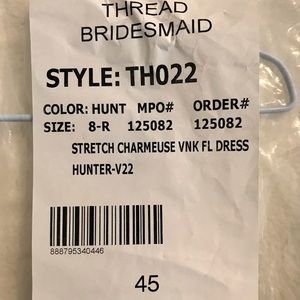 THREAD
BRIDESMAID
STYLE: TH022
COLOR: HUNT MPO# ORDER#
SIZE: 8-R 125082 125082
STRETCH CHARMEUSE VNK FL DRESS
HUNTER-V22
888795340446
45